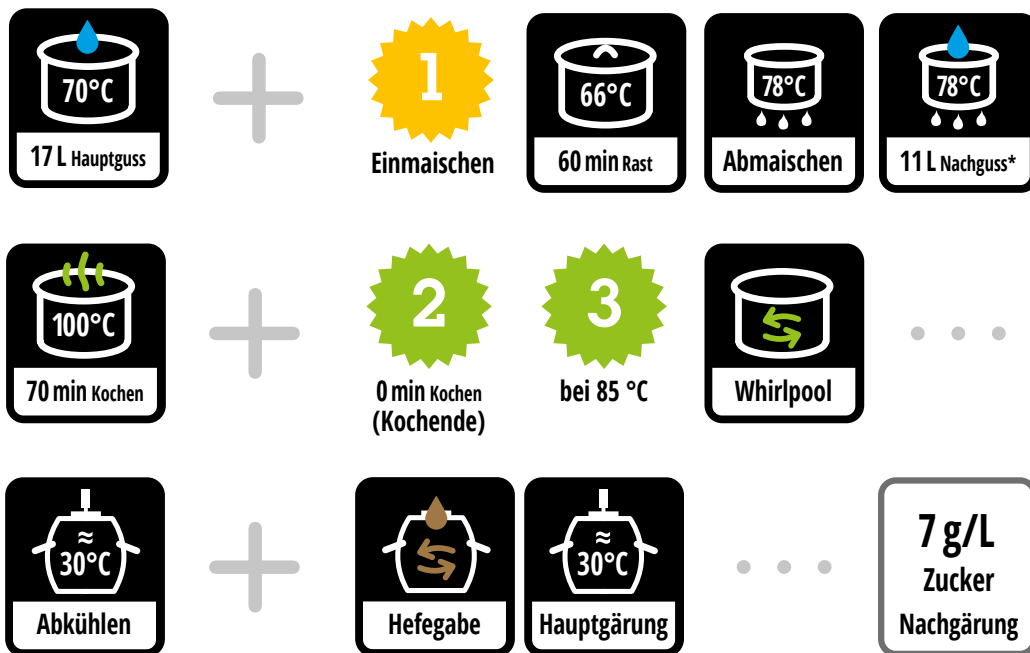 70°C
17 L Hauptguss
1
Einmaischen
66°C
60 min Rast
78°C
Abmaischen
78°C
11 L Nachguss*
100°C
70 min Kochen
2
0 min Kochen
(Kochende)
3
bei 85 °C
Whirlpool
≈
30°C
Abkühlen
Hefegabe
≈
30°C
Hauptgärung
7 g/L
Zucker
Nachgärung